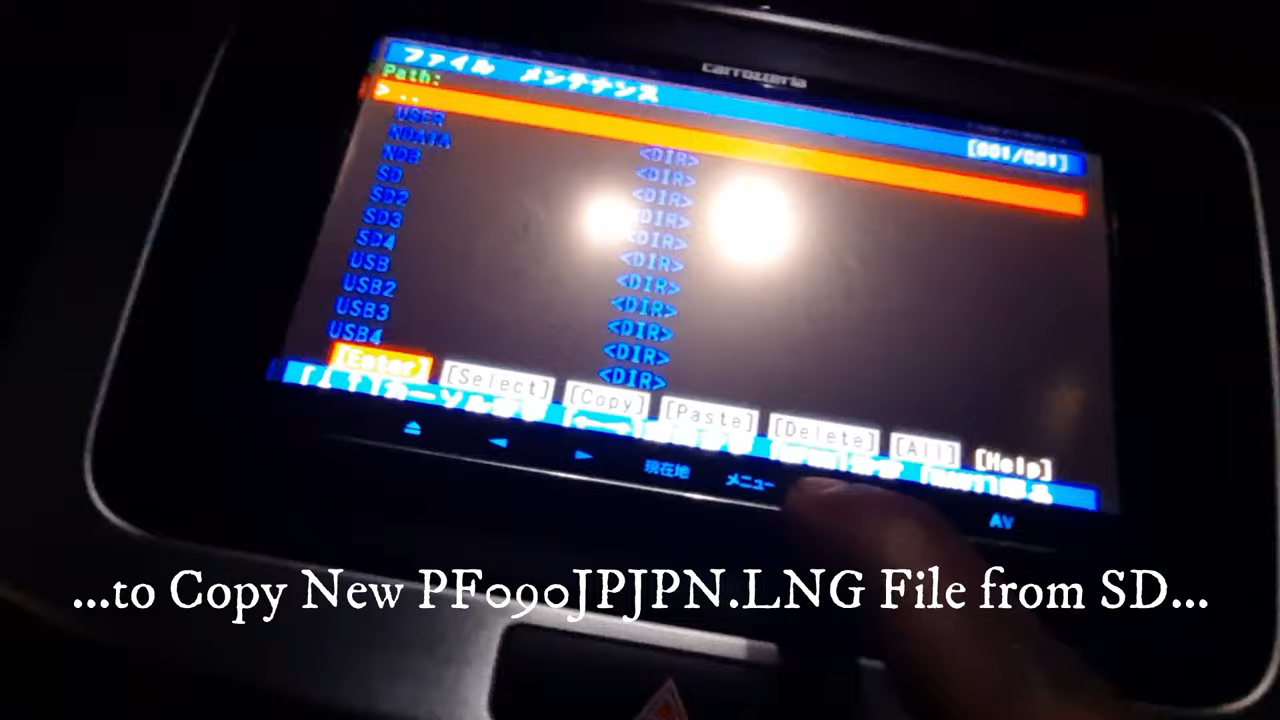 carrozzeria
ファイル メンテナンス
Path:
[001/001]
> ..
USER <DIR>
NDATA <DIR>
NDB <DIR>
SD <DIR>
SD2 <DIR>
SD3 <DIR>
SD4 <DIR>
USB <DIR>
USB2 <DIR>
USB3 <DIR>
USB4 <DIR>
[Enter] [Select] [Copy] [Paste] [Delete] [All] [Help]
現在地 メニュー AV
...to Copy New PF090JPJPN.LNG File from SD...